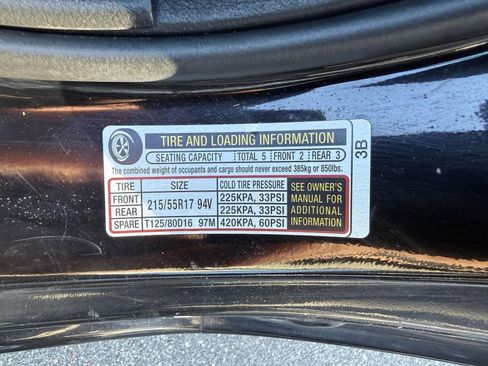 TIRE AND LOADING INFORMATION
SEATING CAPACITY TOTAL 5 FRONT 2 REAR 3
The combined weight of occupants and cargo should never exceed 385kg or 850lbs.
TIRE SIZE COLD TIRE PRESSURE
FRONT 215/55R17 94V 225KPA, 33PSI
REAR 225KPA, 33PSI
SPARE T125/80D16 97M 420KPA, 60PSI
SEE OWNER'S
MANUAL FOR
ADDITIONAL
INFORMATION
3B